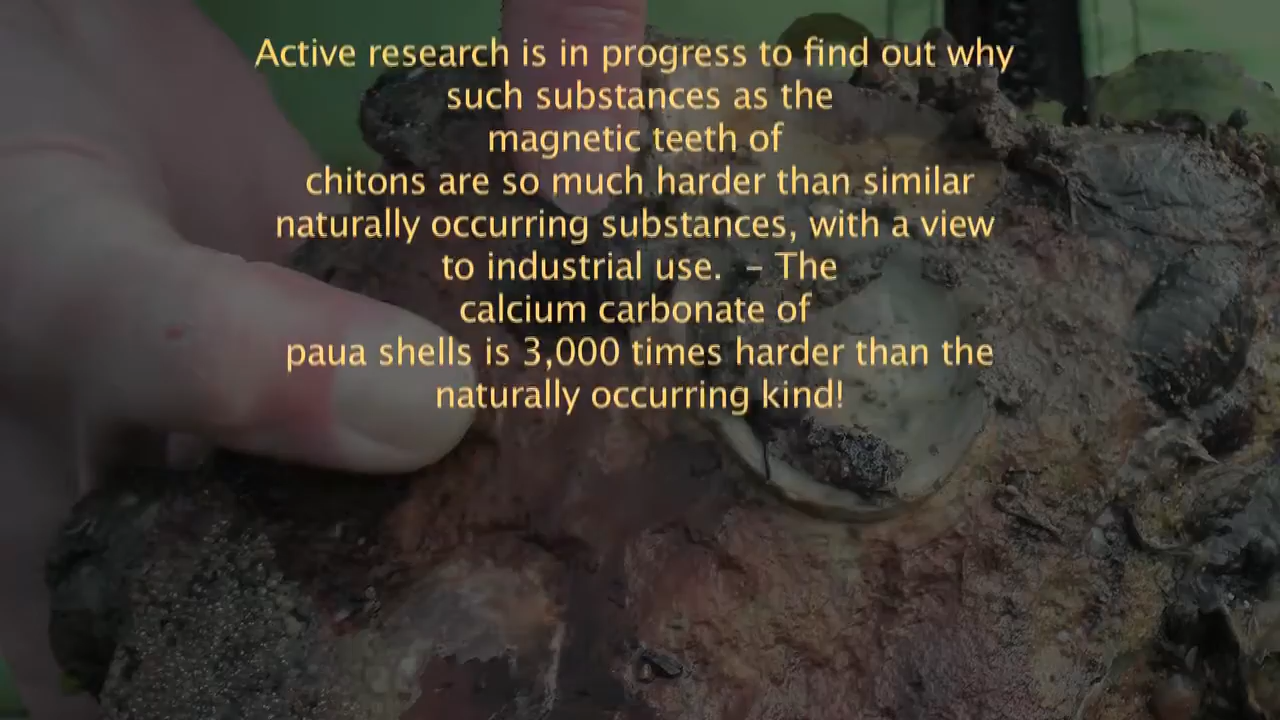 Active research is in progress to find out why
such substances as the
magnetic teeth of
chitons are so much harder than similar
naturally occurring substances, with a view
to industrial use.  – The
calcium carbonate of
paua shells is 3,000 times harder than the
naturally occurring kind!